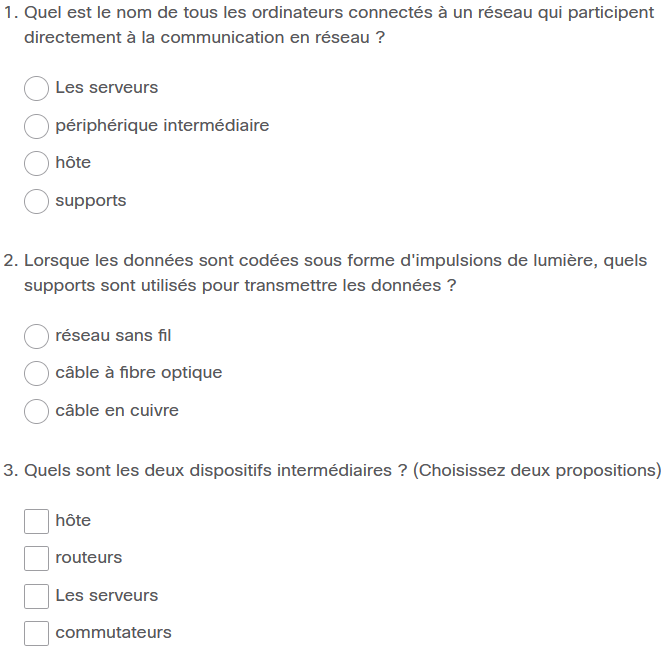 1. Quel est le nom de tous les ordinateurs connectés à un réseau qui participent
directement à la communication en réseau ?
Les serveurs
périphérique intermédiaire
hôte
supports
2. Lorsque les données sont codées sous forme d'impulsions de lumière, quels
supports sont utilisés pour transmettre les données ?
réseau sans fil
câble à fibre optique
câble en cuivre
3. Quels sont les deux dispositifs intermédiaires ? (Choisissez deux propositions)
hôte
routeurs
Les serveurs
commutateurs